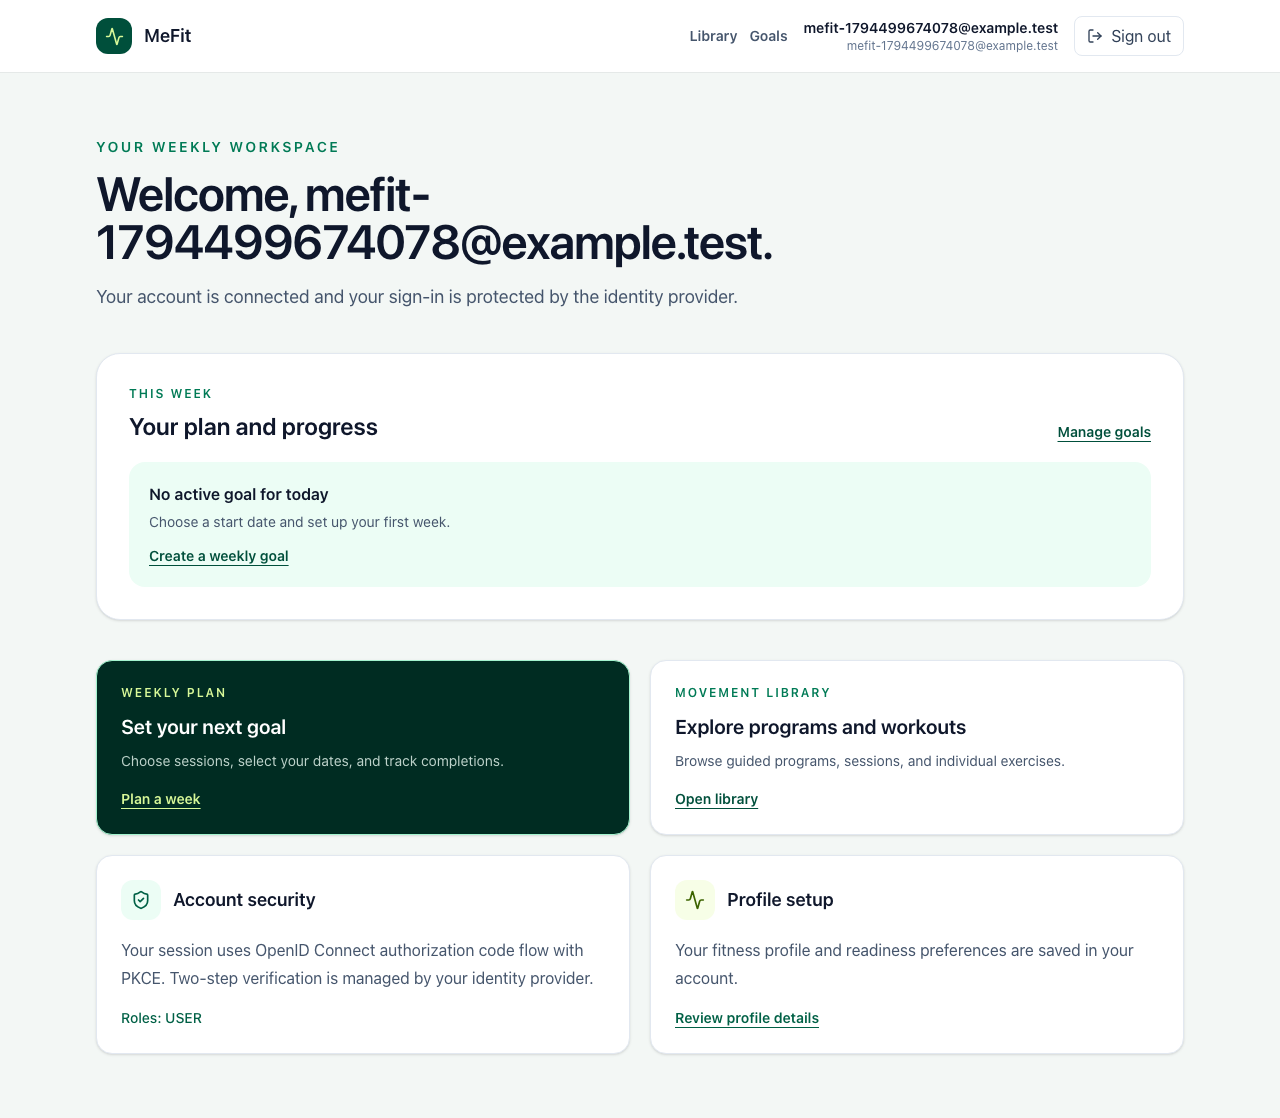 MeFit
Library
Goals
mefit-1794499674078@example.test
mefit-1794499674078@example.test
Sign out
YOUR WEEKLY WORKSPACE
Welcome, mefit-
1794499674078@example.test.
Your account is connected and your sign-in is protected by the identity provider.
THIS WEEK
Your plan and progress
Manage goals
No active goal for today
Choose a start date and set up your first week.
Create a weekly goal
WEEKLY PLAN
Set your next goal
Choose sessions, select your dates, and track completions.
Plan a week
MOVEMENT LIBRARY
Explore programs and workouts
Browse guided programs, sessions, and individual exercises.
Open library
Account security
Your session uses OpenID Connect authorization code flow with
PKCE. Two-step verification is managed by your identity provider.
Roles: USER
Profile setup
Your fitness profile and readiness preferences are saved in your
account.
Review profile details